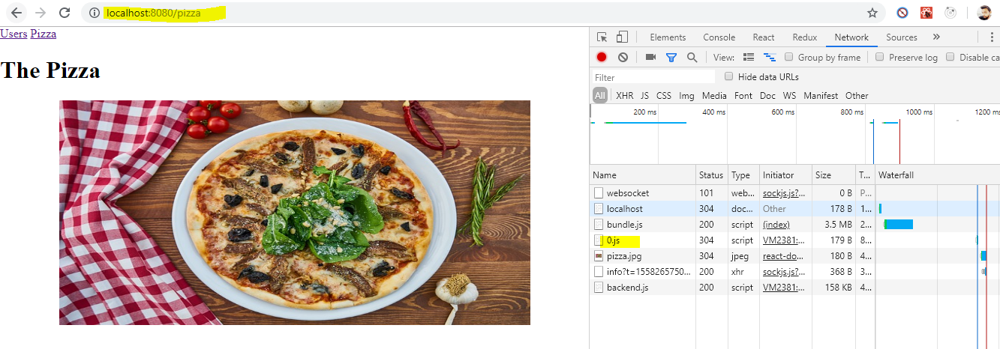 localhost:8080/pizza
Users Pizza
The Pizza
Elements Console React Redux Network Sources »
View: Group by frame Preserve log Disable ca
Filter Hide data URLs
All XHR JS CSS Img Media Font Doc WS Manifest Other
200 ms 400 ms 600 ms 800 ms 1000 ms 1200 ms
Name Status Type Initiator Size T... Waterfall
websocket 101 web... sockjs.js?... 0 B P...
localhost 304 doc... Other 178 B 1...
bundle.js 200 script (index) 3.5 MB 2...
0.js 304 script VM2381:... 179 B 8...
pizza.jpg 304 jpeg react-do... 180 B 4...
info?t=1558265750... 200 xhr sockjs.js?... 368 B 3...
backend.js 200 script VM2381:... 158 KB 4...